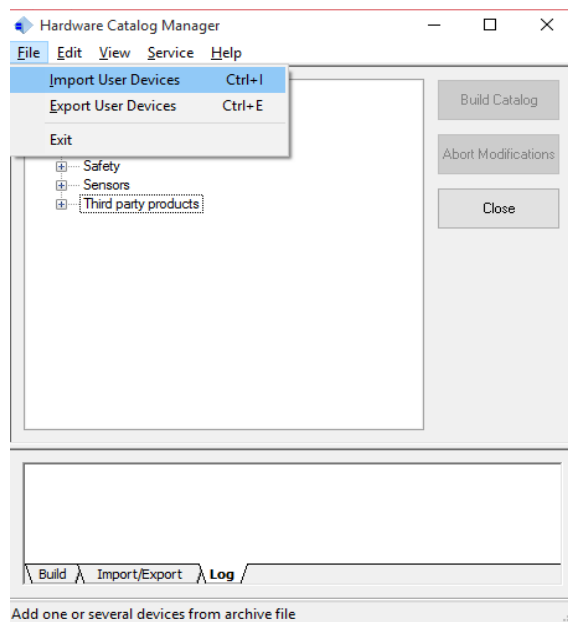 Hardware Catalog Manager
File Edit View Service Help
Import User Devices Ctrl+I
Export User Devices Ctrl+E
Exit
Safety
Sensors
Third party products
Build Catalog
Abort Modifications
Close
Build Import/Export Log
Add one or several devices from archive file